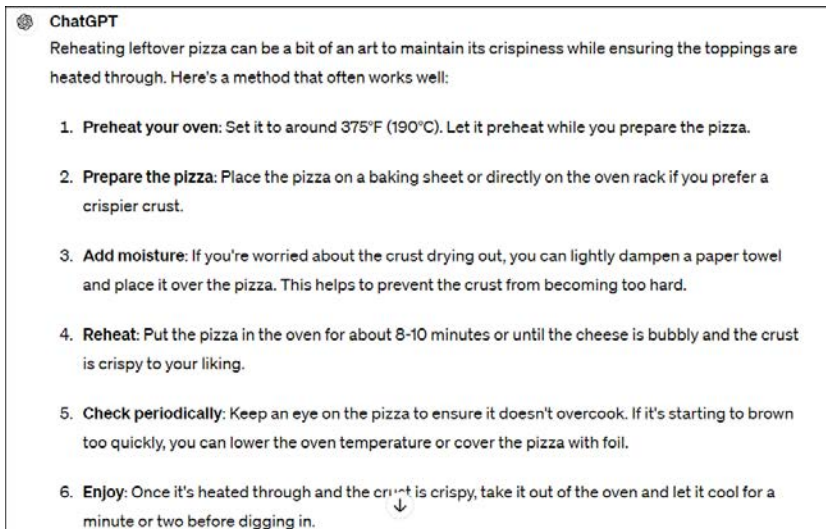 ChatGPT
Reheating leftover pizza can be a bit of an art to maintain its crispiness while ensuring the toppings are
heated through. Here's a method that often works well:
1. Preheat your oven: Set it to around 375°F (190°C). Let it preheat while you prepare the pizza.
2. Prepare the pizza: Place the pizza on a baking sheet or directly on the oven rack if you prefer a
crispier crust.
3. Add moisture: If you're worried about the crust drying out, you can lightly dampen a paper towel
and place it over the pizza. This helps to prevent the crust from becoming too hard.
4. Reheat: Put the pizza in the oven for about 8-10 minutes or until the cheese is bubbly and the crust
is crispy to your liking.
5. Check periodically: Keep an eye on the pizza to ensure it doesn't overcook. If it's starting to brown
too quickly, you can lower the oven temperature or cover the pizza with foil.
6. Enjoy: Once it's heated through and the crust is crispy, take it out of the oven and let it cool for a
minute or two before digging in.